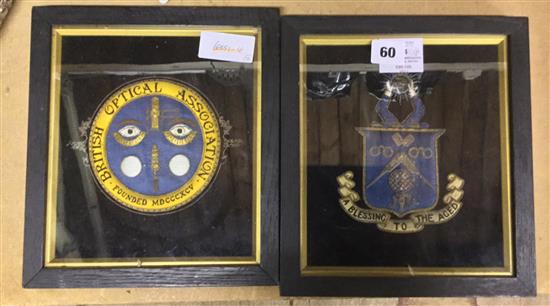 BRITISH OPTICAL ASSOCIATION
FOUNDED MDCCCXCV
60
A BLESSING TO THE AGED